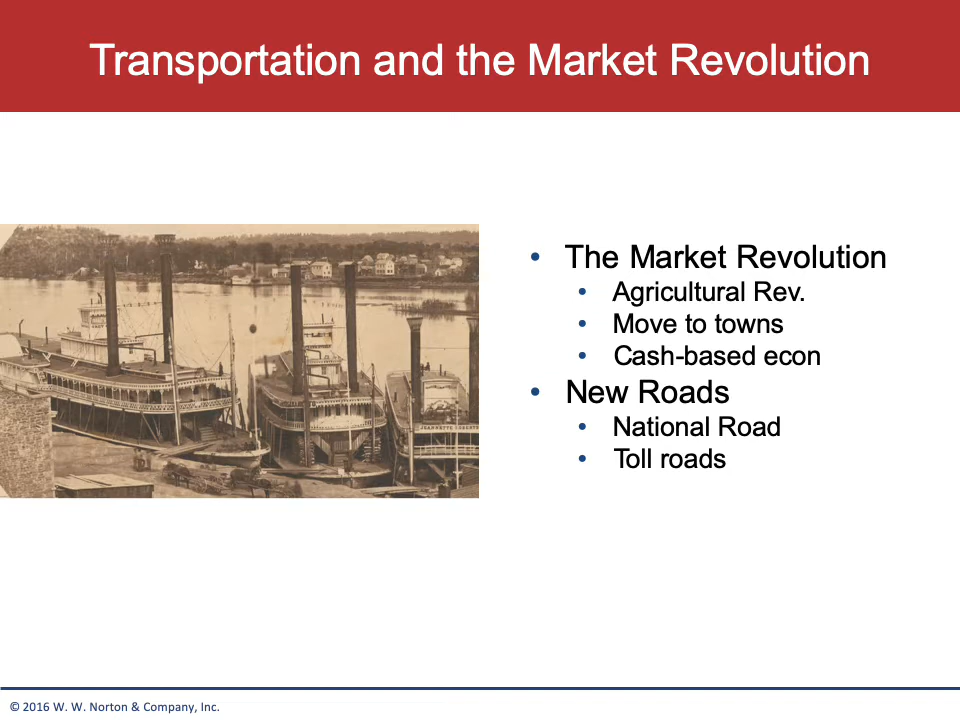 Transportation and the Market Revolution
• The Market Revolution
• Agricultural Rev.
• Move to towns
• Cash-based econ
• New Roads
• National Road
• Toll roads
© 2016 W. W. Norton & Company, Inc.